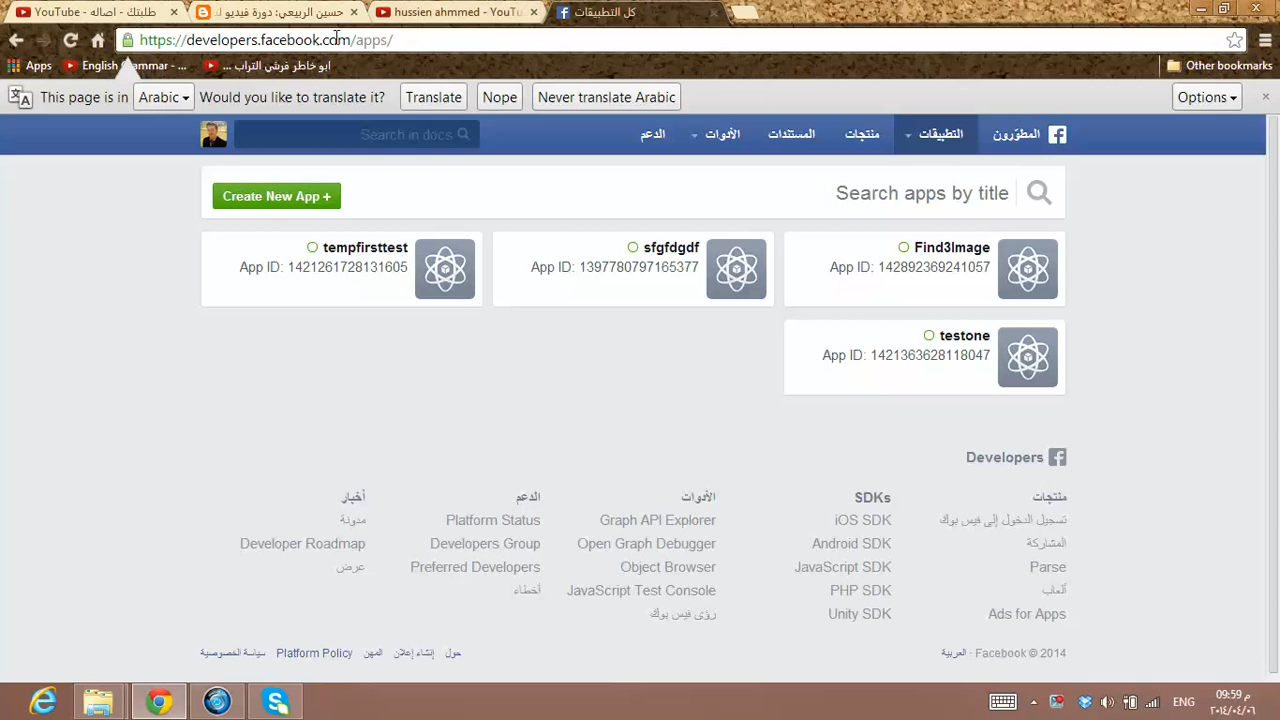 طلبتك - اصاله - YouTube
حسين الربيعي: دورة فيديو ل
hussien ahmmed - YouTu
كل التطبيقات
https://developers.facebook.com/apps/
Apps
English Grammar - ...
ابو خاطر فرشي التراب ...
Other bookmarks
This page is in Arabic Would you like to translate it? Translate Nope Never translate Arabic Options
المطوّرون
التطبيقات
منتجات
المستندات
الأدوات
الدعم
Search in docs
Create New App +
Search apps by title
Find3Image
App ID: 142892369241057
sfgfdgdf
App ID: 1397780797165377
tempfirsttest
App ID: 1421261728131605
testone
App ID: 1421363628118047
Developers
منتجات
تسجيل الدخول إلى فيس بوك
المشاركة
Parse
ألعاب
Ads for Apps
SDKs
iOS SDK
Android SDK
JavaScript SDK
PHP SDK
Unity SDK
الأدوات
Graph API Explorer
Open Graph Debugger
Object Browser
JavaScript Test Console
رؤى فيس بوك
الدعم
Platform Status
Developers Group
Preferred Developers
أخطاء
أخبار
مدونة
Developer Roadmap
عرض
Facebook © 2014 · العربية
حول
إنشاء إعلان
المهن
Platform Policy
سياسة الخصوصية
ENG
09:59 م
٢٠١٤/٠٤/٠٦